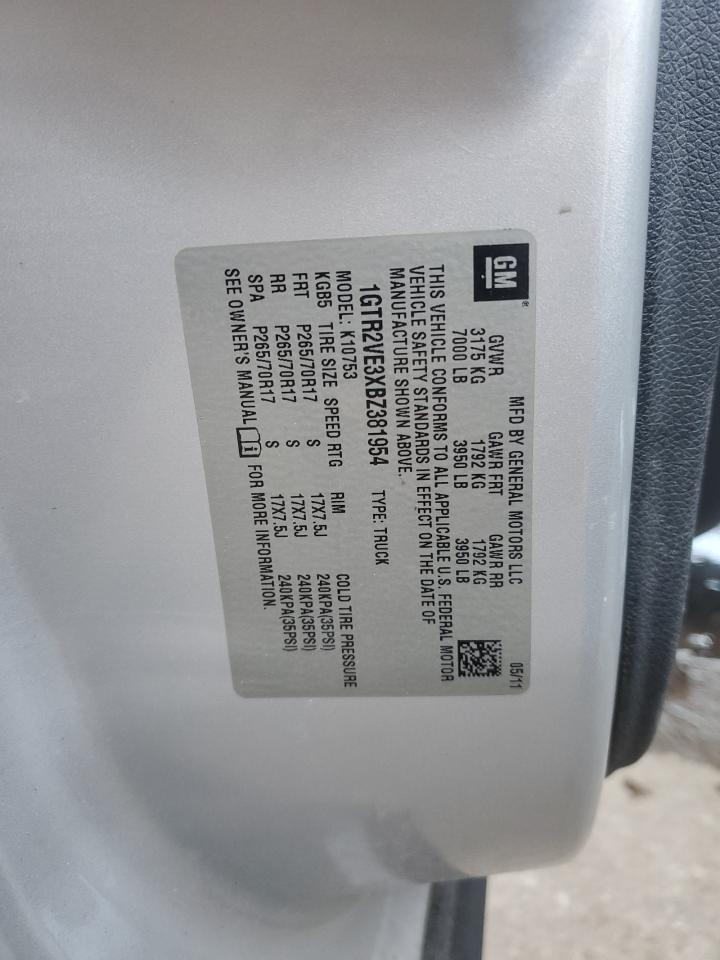 GM®
MFD BY GENERAL MOTORS LLC 05/11
GVWR GAWR FRT GAWR RR
3175 KG 1792 KG 1792 KG
7000 LB 3950 LB 3950 LB
THIS VEHICLE CONFORMS TO ALL APPLICABLE U.S. FEDERAL MOTOR
VEHICLE SAFETY STANDARDS IN EFFECT ON THE DATE OF
MANUFACTURE SHOWN ABOVE.
1GTR2VE3XBZ381954 TYPE: TRUCK
MODEL: K10753
KGB5 TIRE SIZE SPEED RTG RIM COLD TIRE PRESSURE
FRT P265/70R17 S 17X7.5J 240KPA(35PSI)
RR P265/70R17 S 17X7.5J 240KPA(35PSI)
SPA P265/70R17 S 17X7.5J 240KPA(35PSI)
SEE OWNER'S MANUAL i FOR MORE INFORMATION.